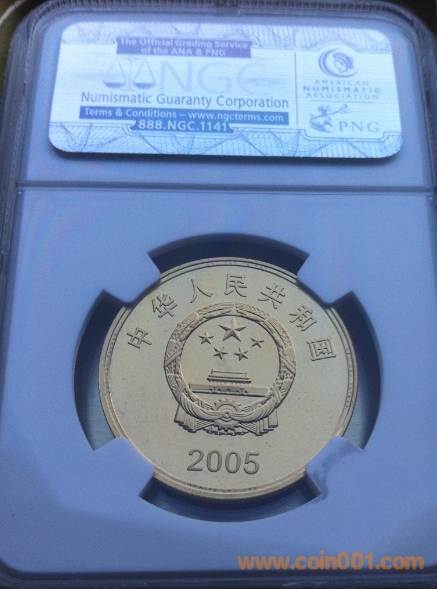 The Official Grading Service
of the ANA & PNG
NGC
Numismatic Guaranty Corporation
Terms & Conditions – www.ngcterms.com
888.NGC.1141
AMERICAN
NUMISMATIC
ASSOCIATION
PNG
中华人民共和国
2005
www.coin001.com